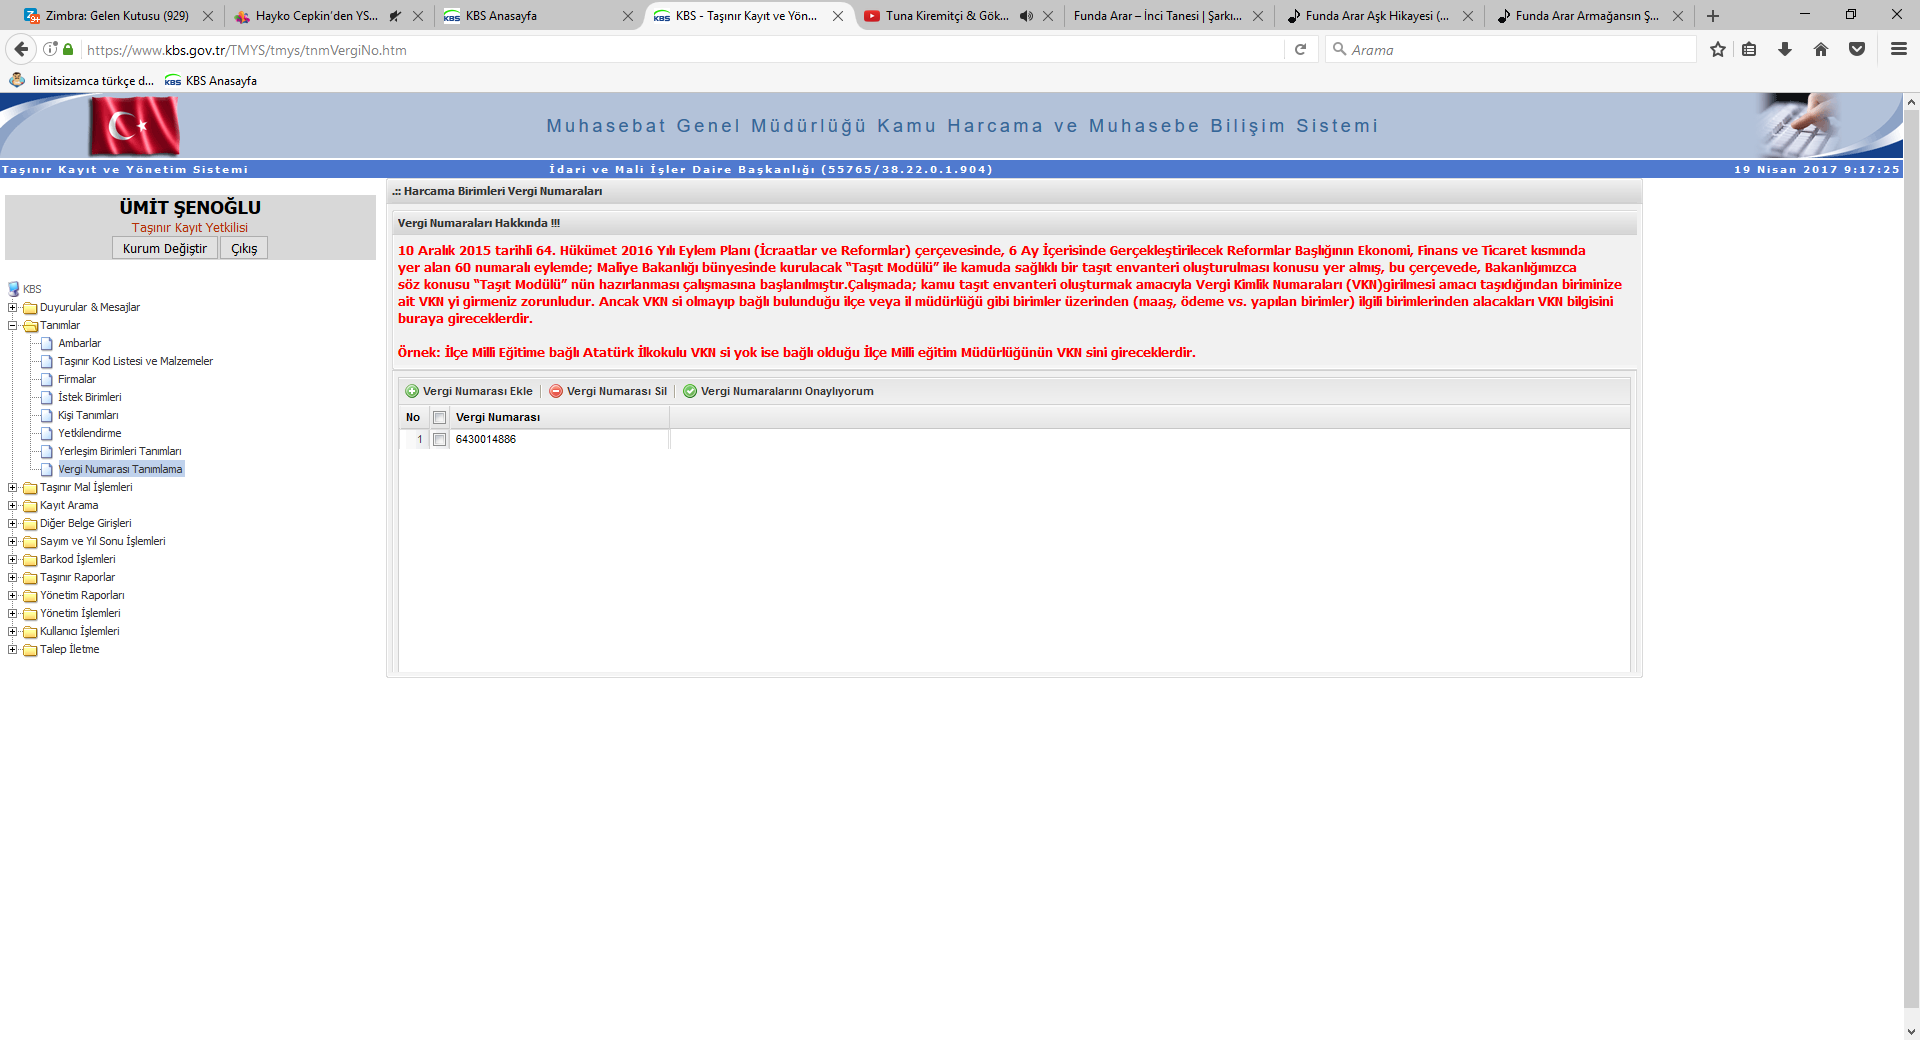 Zimbra: Gelen Kutusu (929)
Hayko Cepkin'den YS...
KBS Anasayfa
KBS - Taşınır Kayıt ve Yön...
Tuna Kiremitçi & Gök...
Funda Arar – İnci Tanesi | Şarkı...
Funda Arar Aşk Hikayesi (...
Funda Arar Armağansın Ş...
https://www.kbs.gov.tr/TMYS/tmys/tnmVergiNo.htm
Arama
limitsizamca türkçe d...
KBS Anasayfa
Muhasebat Genel Müdürlüğü Kamu Harcama ve Muhasebe Bilişim Sistemi
Taşınır Kayıt ve Yönetim Sistemi
İdari ve Mali İşler Daire Başkanlığı (55765/38.22.0.1.904)
19 Nisan 2017 9:17:25
ÜMİT ŞENOĞLU
Taşınır Kayıt Yetkilisi
Kurum Değiştir
Çıkış
KBS
Duyurular & Mesajlar
Tanımlar
Ambarlar
Taşınır Kod Listesi ve Malzemeler
Firmalar
İstek Birimleri
Kişi Tanımları
Yetkilendirme
Yerleşim Birimleri Tanımları
Vergi Numarası Tanımlama
Taşınır Mal İşlemleri
Kayıt Arama
Diğer Belge Girişleri
Sayım ve Yıl Sonu İşlemleri
Barkod İşlemleri
Taşınır Raporlar
Yönetim Raporları
Yönetim İşlemleri
Kullanıcı İşlemleri
Talep İletme
.:: Harcama Birimleri Vergi Numaraları
Vergi Numaraları Hakkında !!!
10 Aralık 2015 tarihli 64. Hükümet 2016 Yılı Eylem Planı (İcraatlar ve Reformlar) çerçevesinde, 6 Ay İçerisinde Gerçekleştirilecek Reformlar Başlığının Ekonomi, Finans ve Ticaret kısmında
yer alan 60 numaralı eylemde; Maliye Bakanlığı bünyesinde kurulacak “Taşıt Modülü” ile kamuda sağlıklı bir taşıt envanteri oluşturulması konusu yer almış, bu çerçevede, Bakanlığımızca
söz konusu “Taşıt Modülü” nün hazırlanması çalışmasına başlanılmıştır.Çalışmada; kamu taşıt envanteri oluşturmak amacıyla Vergi Kimlik Numaraları (VKN)girilmesi amacı taşıdığından biriminize
ait VKN yi girmeniz zorunludur. Ancak VKN si olmayıp bağlı bulunduğu ilçe veya il müdürlüğü gibi birimler üzerinden (maaş, ödeme vs. yapılan birimler) ilgili birimlerinden alacakları VKN bilgisini
buraya gireceklerdir.
Örnek: İlçe Milli Eğitime bağlı Atatürk İlkokulu VKN si yok ise bağlı olduğu İlçe Milli eğitim Müdürlüğünün VKN sini gireceklerdir.
Vergi Numarası Ekle
Vergi Numarası Sil
Vergi Numaralarını Onaylıyorum
No
Vergi Numarası
1
6430014886